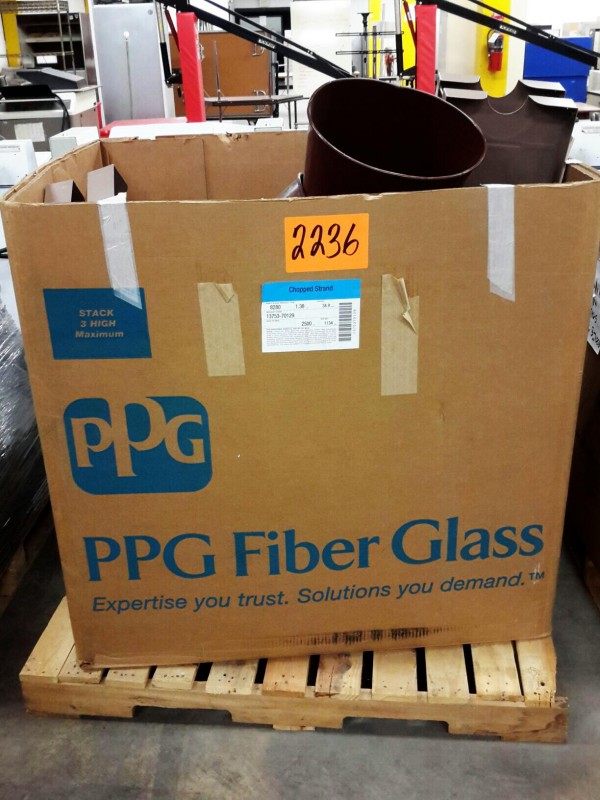 2236
Chopped Strand
STACK
3 HIGH
Maximum
PPG
PPG Fiber Glass
Expertise you trust. Solutions you demand.™